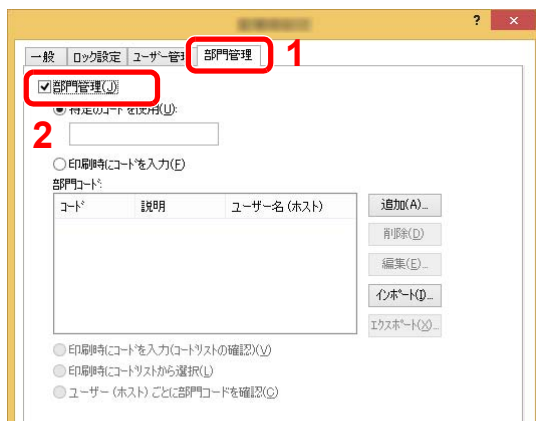 ?
×
一般 ロック設定 ユーザー管理 部門管理 1
部門管理(J)
特定のコードを使用(U):
2
印刷時にコードを入力(F)
部門コード:
コード 説明 ユーザー名 (ホスト) 追加(A)...
削除(D)
編集(E)...
インポート(I)...
エクスポート(X)...
印刷時にコードを入力(コードリストの確認)(V)
印刷時にコードリストから選択(L)
ユーザー (ホスト) ごとに部門コードを確認(C)